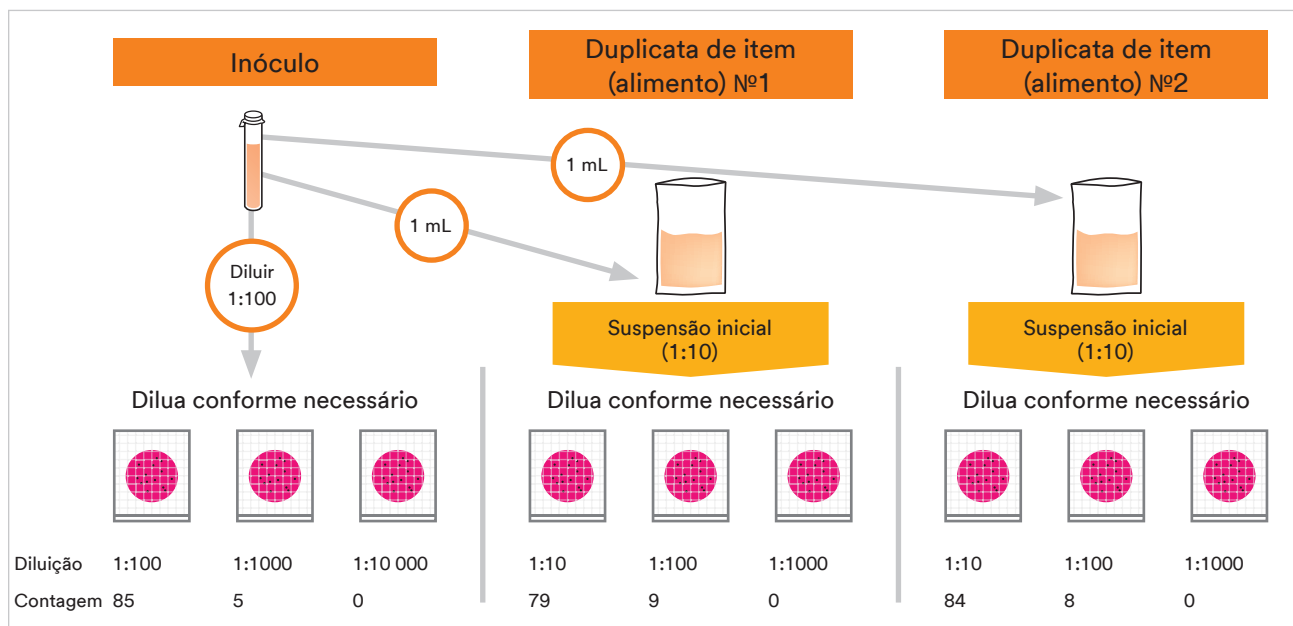 Inóculo
Duplicata de item
(alimento) №1
Duplicata de item
(alimento) №2
1 mL
1 mL
Diluir
1:100
Suspensão inicial
(1:10)
Suspensão inicial
(1:10)
Dilua conforme necessário
Dilua conforme necessário
Dilua conforme necessário
Diluição 1:100 1:1000 1:10 000 1:10 1:100 1:1000 1:10 1:100 1:1000
Contagem 85 5 0 79 9 0 84 8 0